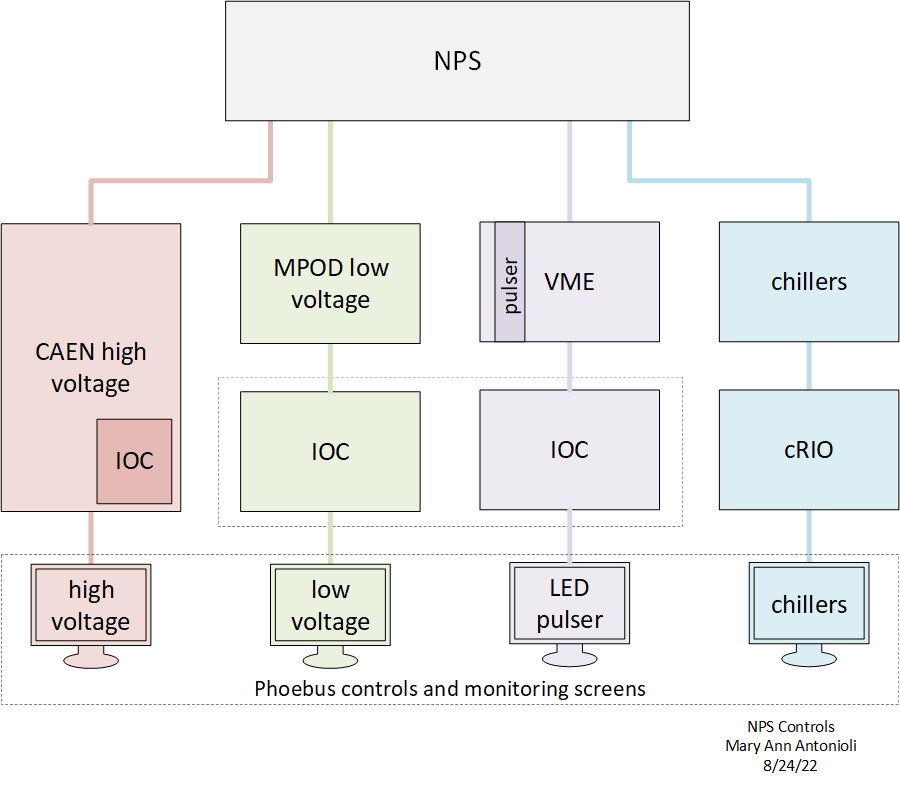 NPS
CAEN high
voltage
IOC
MPOD low
voltage
IOC
pulser
VME
IOC
chillers
cRIO
high
voltage
low
voltage
LED
pulser
chillers
Phoebus controls and monitoring screens
NPS Controls
Mary Ann Antonioli
8/24/22